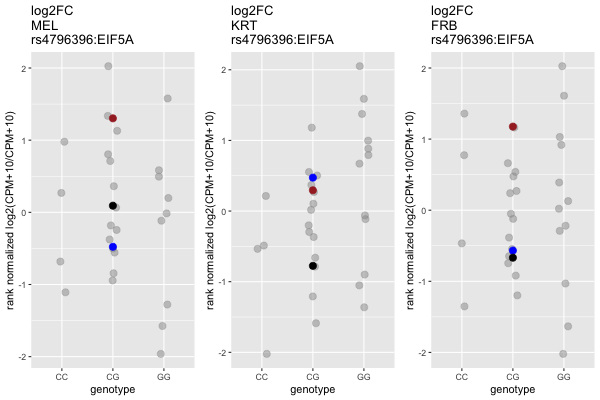 log2FC
MEL
rs4796396:EIF5A
rank normalized log2(CPM+10/CPM+10)
2
1
0
-1
-2
CC
CG
GG
genotype
log2FC
KRT
rs4796396:EIF5A
rank normalized log2(CPM+10/CPM+10)
2
1
0
-1
-2
CC
CG
GG
genotype
log2FC
FRB
rs4796396:EIF5A
rank normalized log2(CPM+10/CPM+10)
2
1
0
-1
-2
CC
CG
GG
genotype